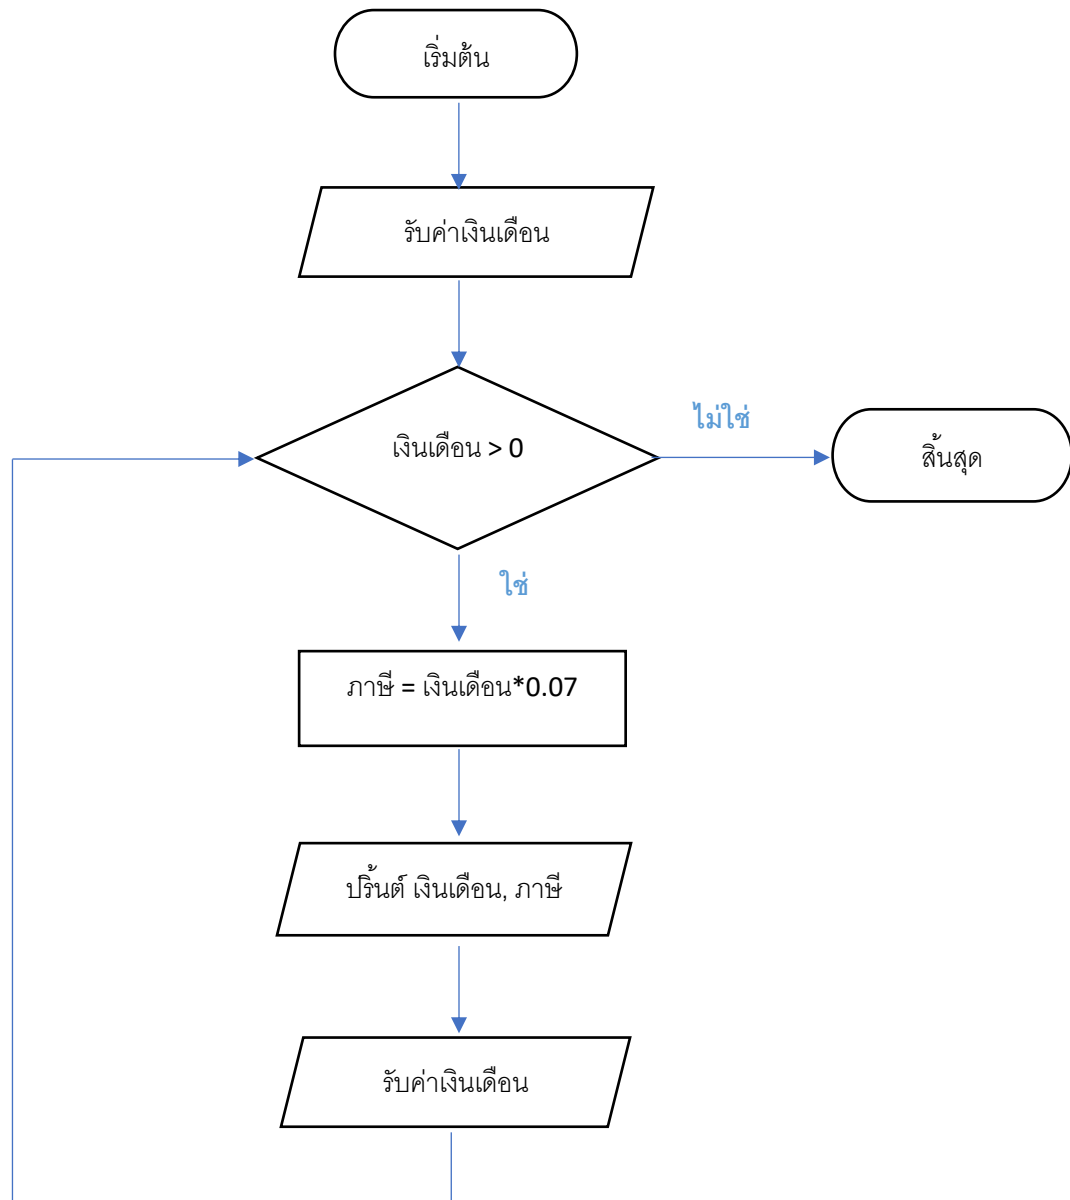 เริ่มต้น
รับค่าเงินเดือน
เงินเดือน > 0
ไม่ใช่
สิ้นสุด
ใช่
ภาษี = เงินเดือน*0.07
ปริ้นต์ เงินเดือน, ภาษี
รับค่าเงินเดือน